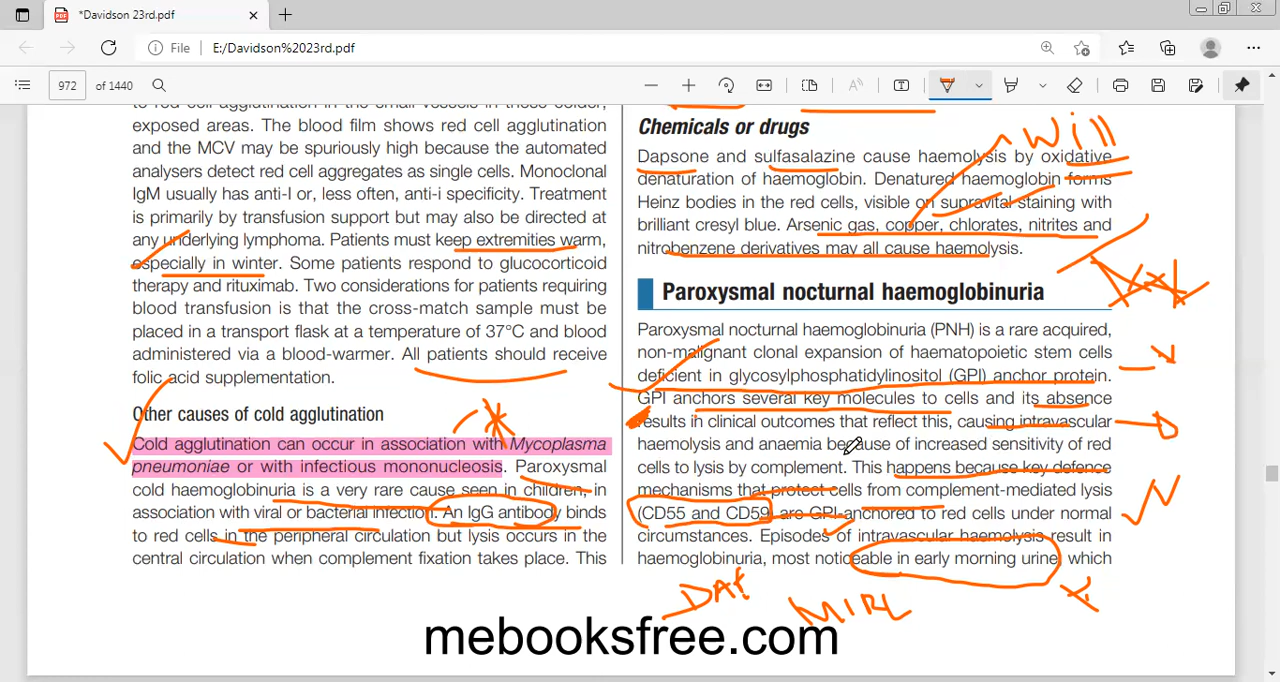 *Davidson 23rd.pdf
File
E:/Davidson%2023rd.pdf
972
of 1440
to red cell agglutination in the small vessels in these colder,
exposed areas. The blood film shows red cell agglutination
and the MCV may be spuriously high because the automated
analysers detect red cell aggregates as single cells. Monoclonal
IgM usually has anti-I or, less often, anti-i specificity. Treatment
is primarily by transfusion support but may also be directed at
any underlying lymphoma. Patients must keep extremities warm,
especially in winter. Some patients respond to glucocorticoid
therapy and rituximab. Two considerations for patients requiring
blood transfusion is that the cross-match sample must be
placed in a transport flask at a temperature of 37°C and blood
administered via a blood-warmer. All patients should receive
folic acid supplementation.
Other causes of cold agglutination
Cold agglutination can occur in association with Mycoplasma
pneumoniae or with infectious mononucleosis. Paroxysmal
cold haemoglobinuria is a very rare cause seen in children, in
association with viral or bacterial infection. An IgG antibody binds
to red cells in the peripheral circulation but lysis occurs in the
central circulation when complement fixation takes place. This
Chemicals or drugs
Will
Dapsone and sulfasalazine cause haemolysis by oxidative
denaturation of haemoglobin. Denatured haemoglobin forms
Heinz bodies in the red cells, visible on supravital staining with
brilliant cresyl blue. Arsenic gas, copper, chlorates, nitrites and
nitrobenzene derivatives may all cause haemolysis.
Paroxysmal nocturnal haemoglobinuria
Paroxysmal nocturnal haemoglobinuria (PNH) is a rare acquired,
non-malignant clonal expansion of haematopoietic stem cells
deficient in glycosylphosphatidylinositol (GPI) anchor protein.
GPI anchors several key molecules to cells and its absence
results in clinical outcomes that reflect this, causing intravascular
haemolysis and anaemia because of increased sensitivity of red
cells to lysis by complement. This happens because key defence
mechanisms that protect cells from complement-mediated lysis
(CD55 and CD59) are GPI-anchored to red cells under normal
circumstances. Episodes of intravascular haemolysis result in
haemoglobinuria, most noticeable in early morning urine, which
DAF
MIRL
mebooksfree.com